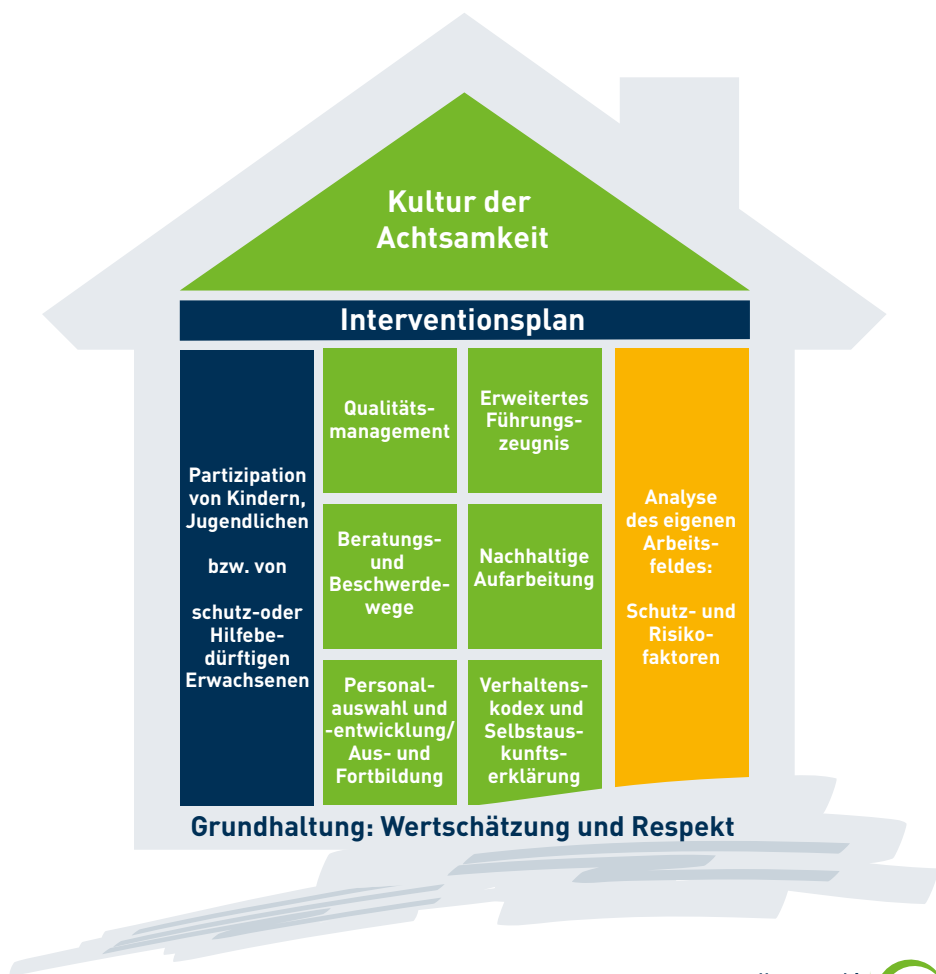 Kultur der
Achtsamkeit
Interventionsplan
Partizipation
von Kindern,
Jugendlichen
bzw. von
schutz-oder
Hilfebe-
dürftigen
Erwachsenen
Qualitäts-
management
Erweitertes
Führungs-
zeugnis
Beratungs-
und
Beschwerde-
wege
Nachhaltige
Aufarbeitung
Personal-
auswahl und
-entwicklung/
Aus- und
Fortbildung
Verhaltens-
kodex und
Selbstaus-
kunfts-
erklärung
Analyse
des eigenen
Arbeits-
feldes:
Schutz- und
Risiko-
faktoren
Grundhaltung: Wertschätzung und Respekt